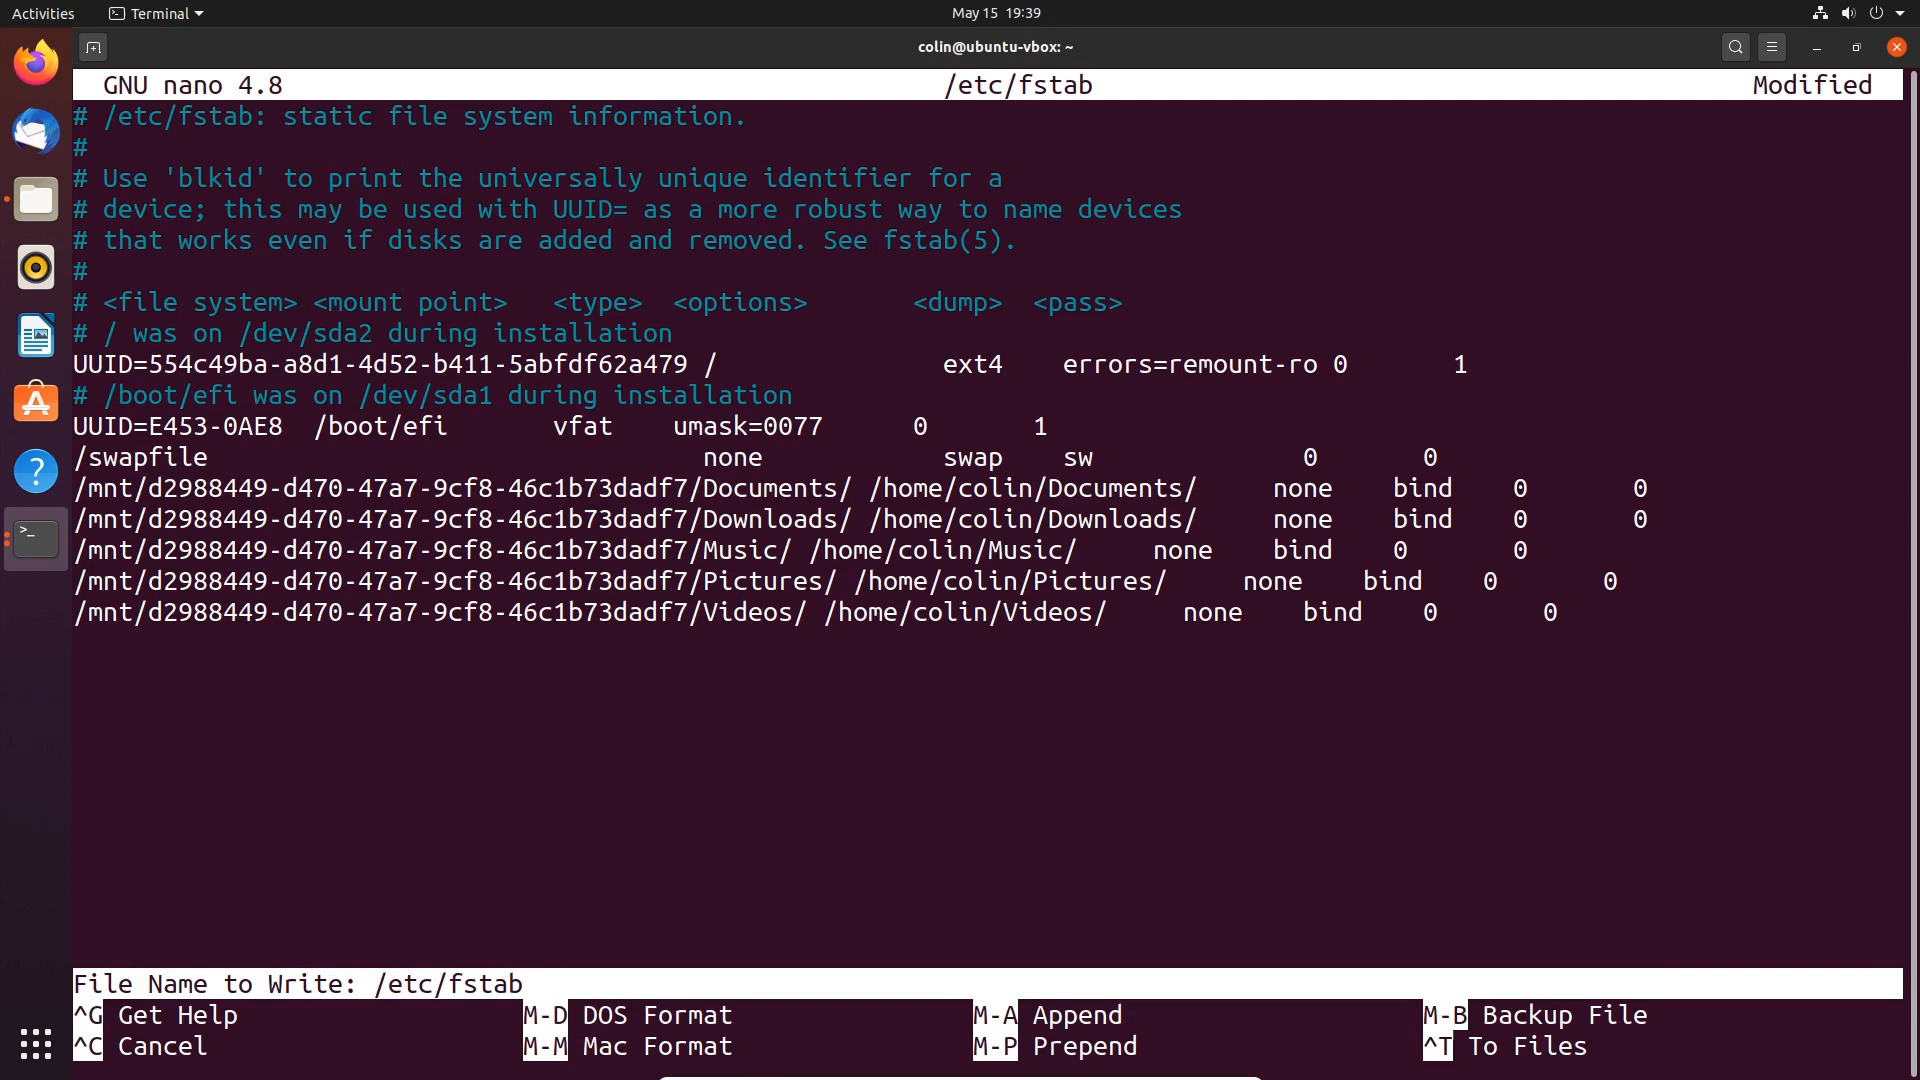 Activities Terminal May 15 19:39
colin@ubuntu-vbox: ~
GNU nano 4.8 /etc/fstab Modified
# /etc/fstab: static file system information.
#
# Use 'blkid' to print the universally unique identifier for a
# device; this may be used with UUID= as a more robust way to name devices
# that works even if disks are added and removed. See fstab(5).
#
# <file system> <mount point> <type> <options> <dump> <pass>
# / was on /dev/sda2 during installation
UUID=554c49ba-a8d1-4d52-b411-5abfdf62a479 / ext4 errors=remount-ro 0 1
# /boot/efi was on /dev/sda1 during installation
UUID=E453-0AE8 /boot/efi vfat umask=0077 0 1
/swapfile none swap sw 0 0
/mnt/d2988449-d470-47a7-9cf8-46c1b73dadf7/Documents/ /home/colin/Documents/ none bind 0 0
/mnt/d2988449-d470-47a7-9cf8-46c1b73dadf7/Downloads/ /home/colin/Downloads/ none bind 0 0
/mnt/d2988449-d470-47a7-9cf8-46c1b73dadf7/Music/ /home/colin/Music/ none bind 0 0
/mnt/d2988449-d470-47a7-9cf8-46c1b73dadf7/Pictures/ /home/colin/Pictures/ none bind 0 0
/mnt/d2988449-d470-47a7-9cf8-46c1b73dadf7/Videos/ /home/colin/Videos/ none bind 0 0
File Name to Write: /etc/fstab
^G Get Help M-D DOS Format M-A Append M-B Backup File
^C Cancel M-M Mac Format M-P Prepend ^T To Files